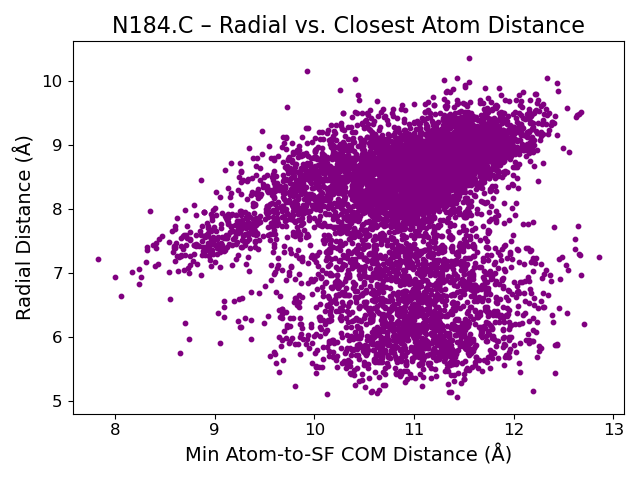 N184.C – Radial vs. Closest Atom Distance
Radial Distance (Å)
10
9
8
7
6
5
8 9 10 11 12 13
Min Atom-to-SF COM Distance (Å)